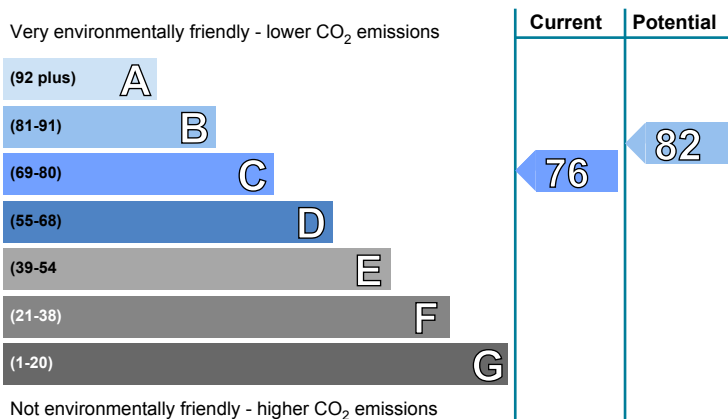 Current Potential
Very environmentally friendly - lower CO2 emissions
(92 plus) A
(81-91) B
82
(69-80) C
76
(55-68) D
(39-54 E
(21-38) F
(1-20) G
Not environmentally friendly - higher CO2 emissions